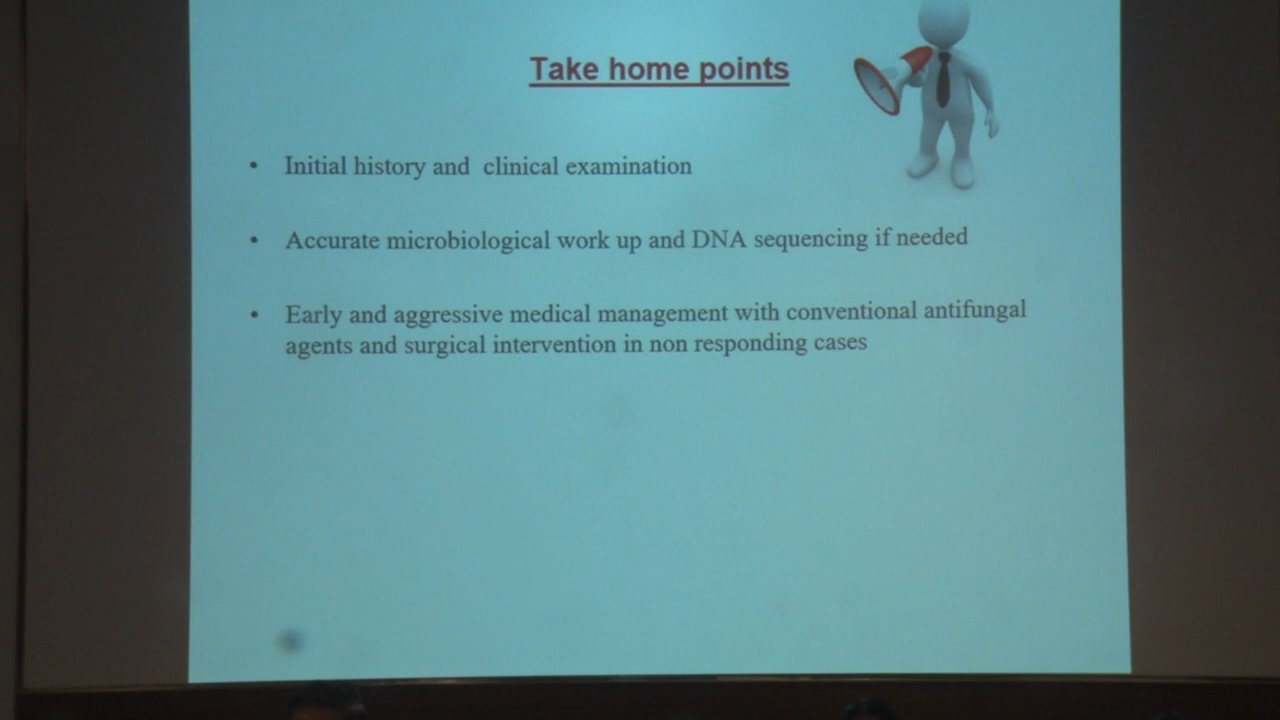 Take home points
• Initial history and clinical examination
• Accurate microbiological work up and DNA sequencing if needed
• Early and aggressive medical management with conventional antifungal
agents and surgical intervention in non responding cases